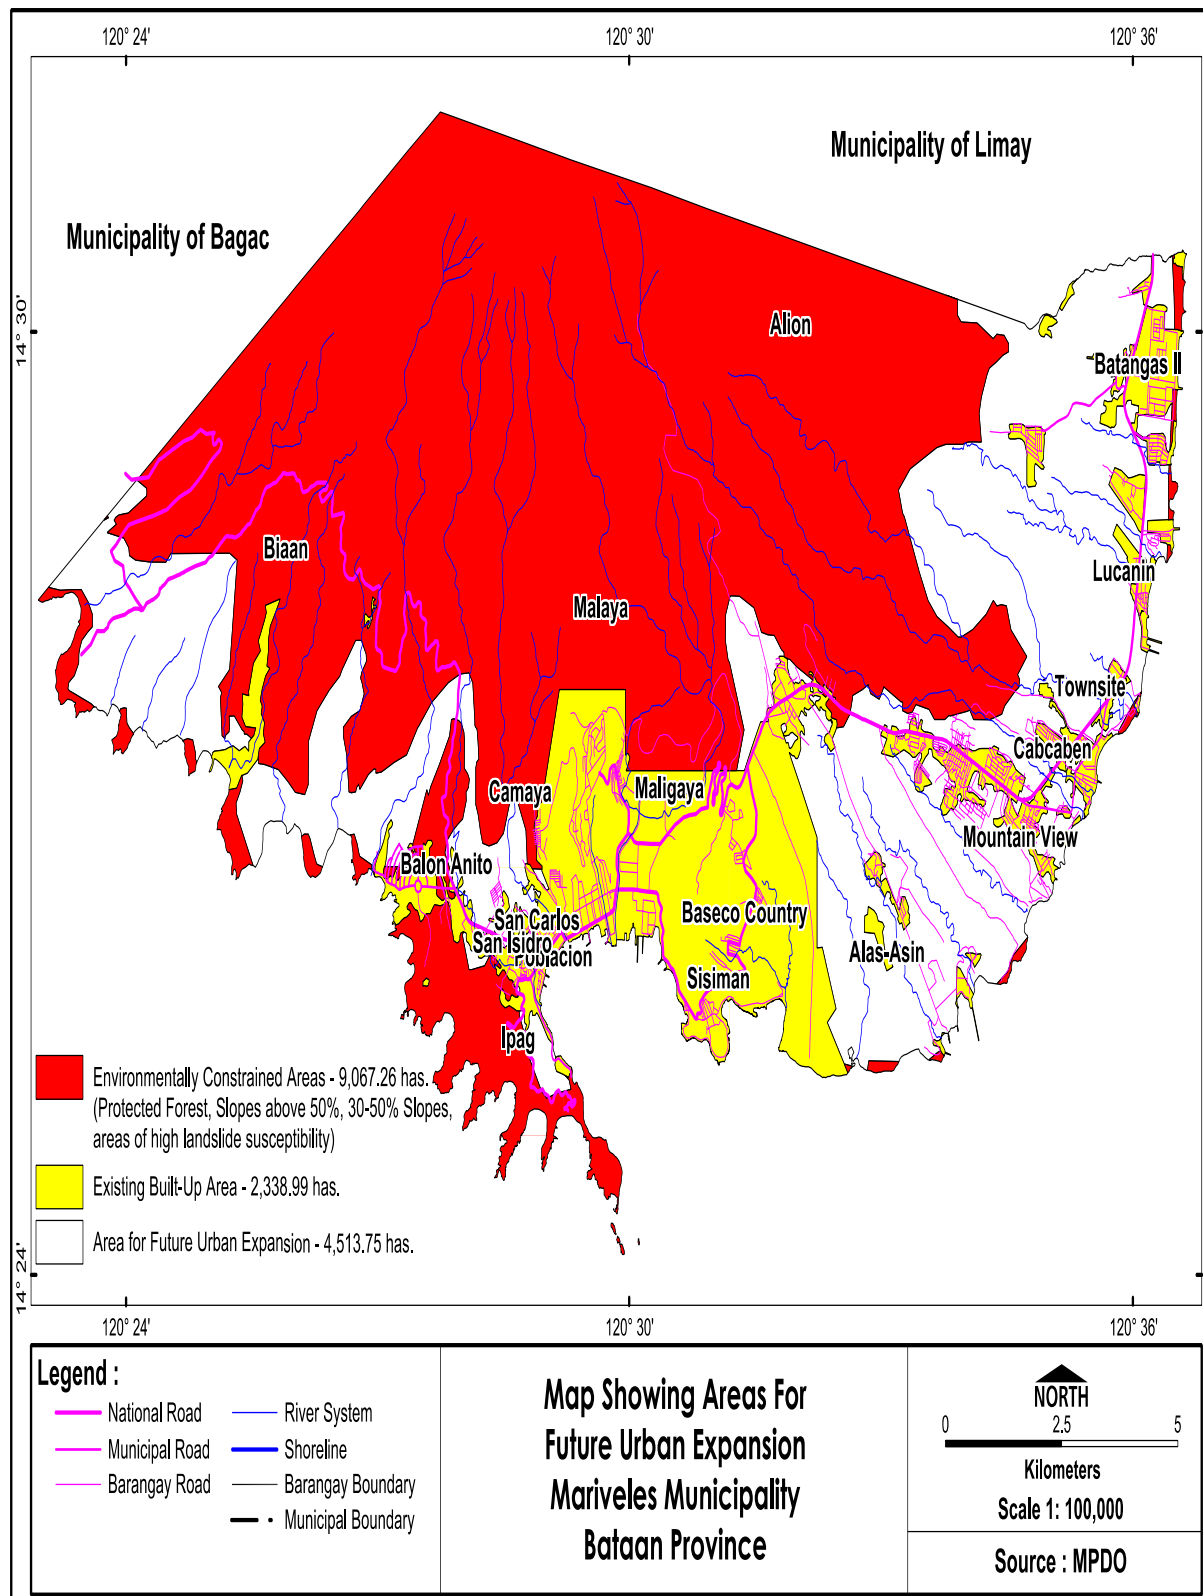 120° 24'
120° 30'
120° 36'
Municipality of Limay
Municipality of Bagac
14° 30'
Alion
Batangas II
Biaan
Lucanin
Malaya
Townsite
Cabcaben
Camaya
Maligaya
Mountain View
Balon Anito
San Carlos
Baseco Country
San Isidro
Poblacion
Alas-Asin
Sisiman
Ipag
Environmentally Constrained Areas - 9,067.26 has.
(Protected Forest, Slopes above 50%, 30-50% Slopes,
areas of high landslide susceptibility)
Existing Built-Up Area - 2,338.99 has.
Area for Future Urban Expansion - 4,513.75 has.
14° 24'
120° 24'
120° 30'
120° 36'
Legend :
National Road
Municipal Road
Barangay Road
River System
Shoreline
Barangay Boundary
Municipal Boundary
Map Showing Areas For
Future Urban Expansion
Mariveles Municipality
Bataan Province
NORTH
0 2.5 5
Kilometers
Scale 1: 100,000
Source : MPDO